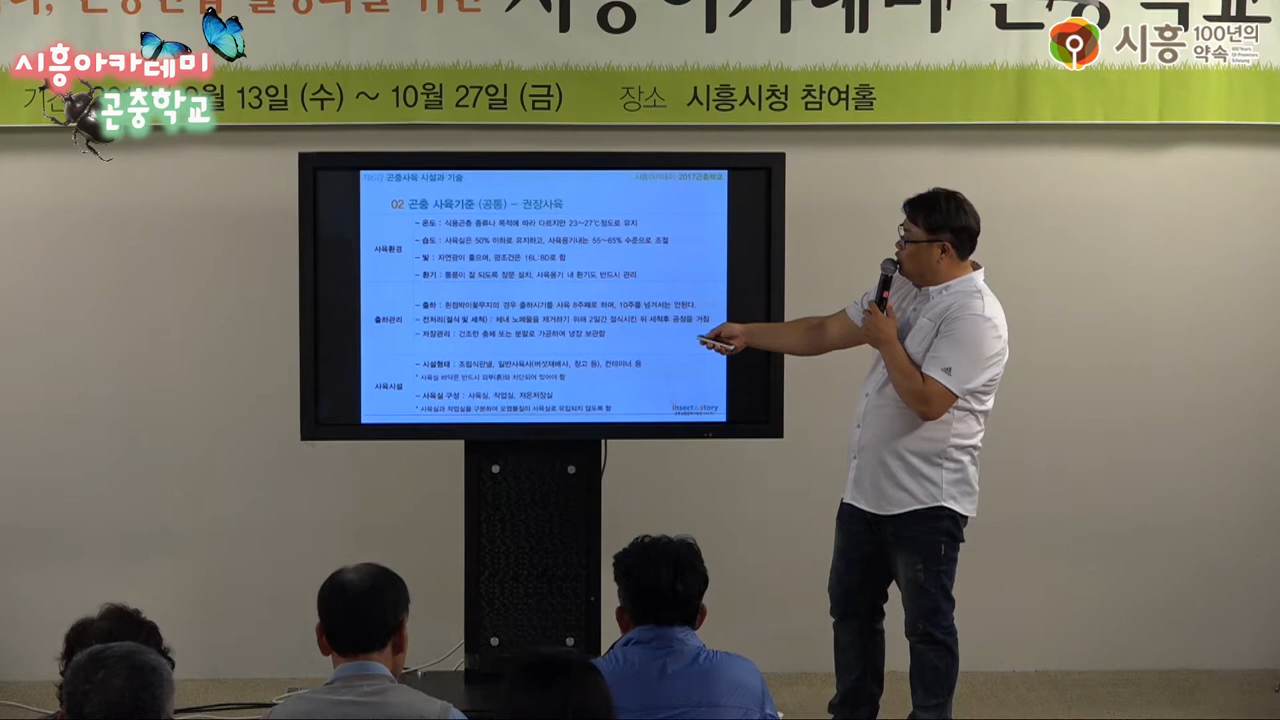 시흥아카데미 곤충학교
시흥 100년의 약속
시흥아카데미
곤충학교
13일 (수) ~ 10월 27일 (금) 장소 시흥시청 참여홀
곤충사육 시설과 기술
시흥아카데미 2017곤충학교
02 곤충 사육기준 (공통) - 권장사육
사육환경
- 온도 : 식용곤충 종류나 목적에 따라 다르지만 23~27℃정도로 유지
- 습도 : 사육실은 50% 이하로 유지하고, 사육용기내는 55~65% 수준으로 조절
- 빛 : 자연광이 좋으며, 광조건은 16L:8D로 함
- 환기 : 통풍이 잘 되도록 창문 설치, 사육용기 내 환기도 반드시 관리
출하관리
- 출하 : 흰점박이꽃무지의 경우 출하시기를 사육 8주째로 하며, 10주를 넘겨서는 안된다.
- 전처리(절식 및 세척) : 체내 노폐물을 제거하기 위해 2일간 절식시킨 뒤 세척후 공정을 거침
- 저장관리 : 건조한 충체 또는 분말로 가공하여 냉장 보관함
사육시설
- 시설형태 : 조립식판넬, 일반사육사(버섯재배사, 창고 등), 컨테이너 등
* 사육실 바닥은 반드시 외부(흙)와 차단되어 있어야 함
- 사육실 구성 : 사육실, 작업실, 저온저장실
* 사육실과 작업실을 구분하여 오염물질이 사육실로 유입되지 않도록 함
insect & story